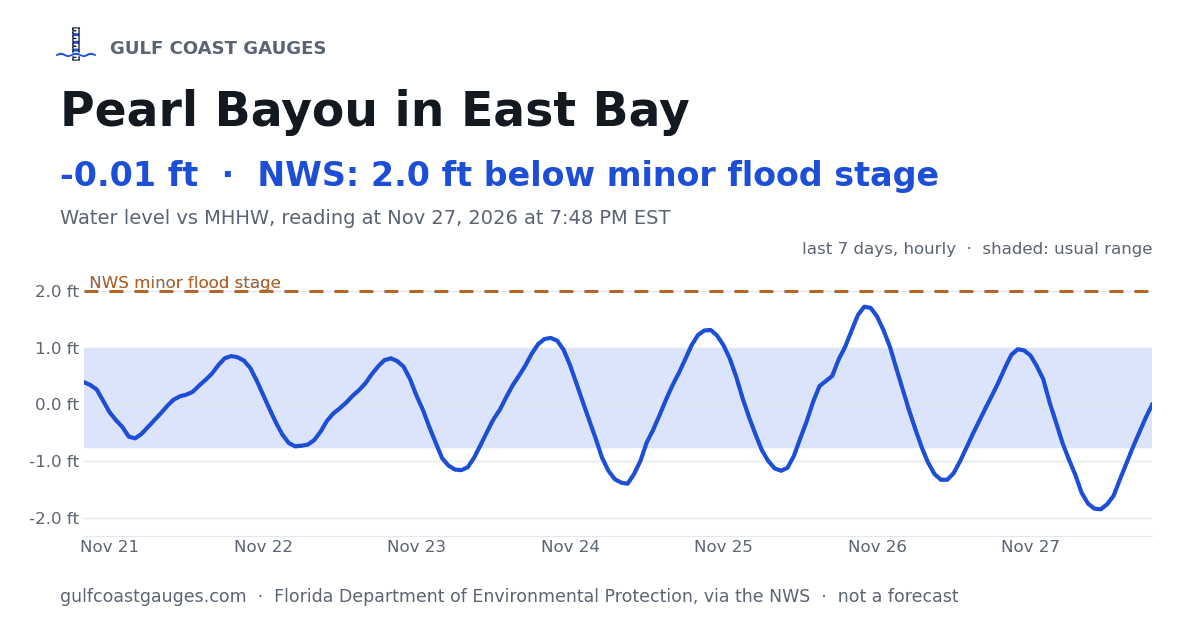 GULF COAST GAUGES
Pearl Bayou in East Bay
-0.01 ft · NWS: 2.0 ft below minor flood stage
Water level vs MHHW, reading at Nov 27, 2026 at 7:48 PM EST
last 7 days, hourly · shaded: usual range
NWS minor flood stage
2.0 ft
1.0 ft
0.0 ft
-1.0 ft
-2.0 ft
Nov 21 Nov 22 Nov 23 Nov 24 Nov 25 Nov 26 Nov 27
gulfcoastgauges.com · Florida Department of Environmental Protection, via the NWS · not a forecast